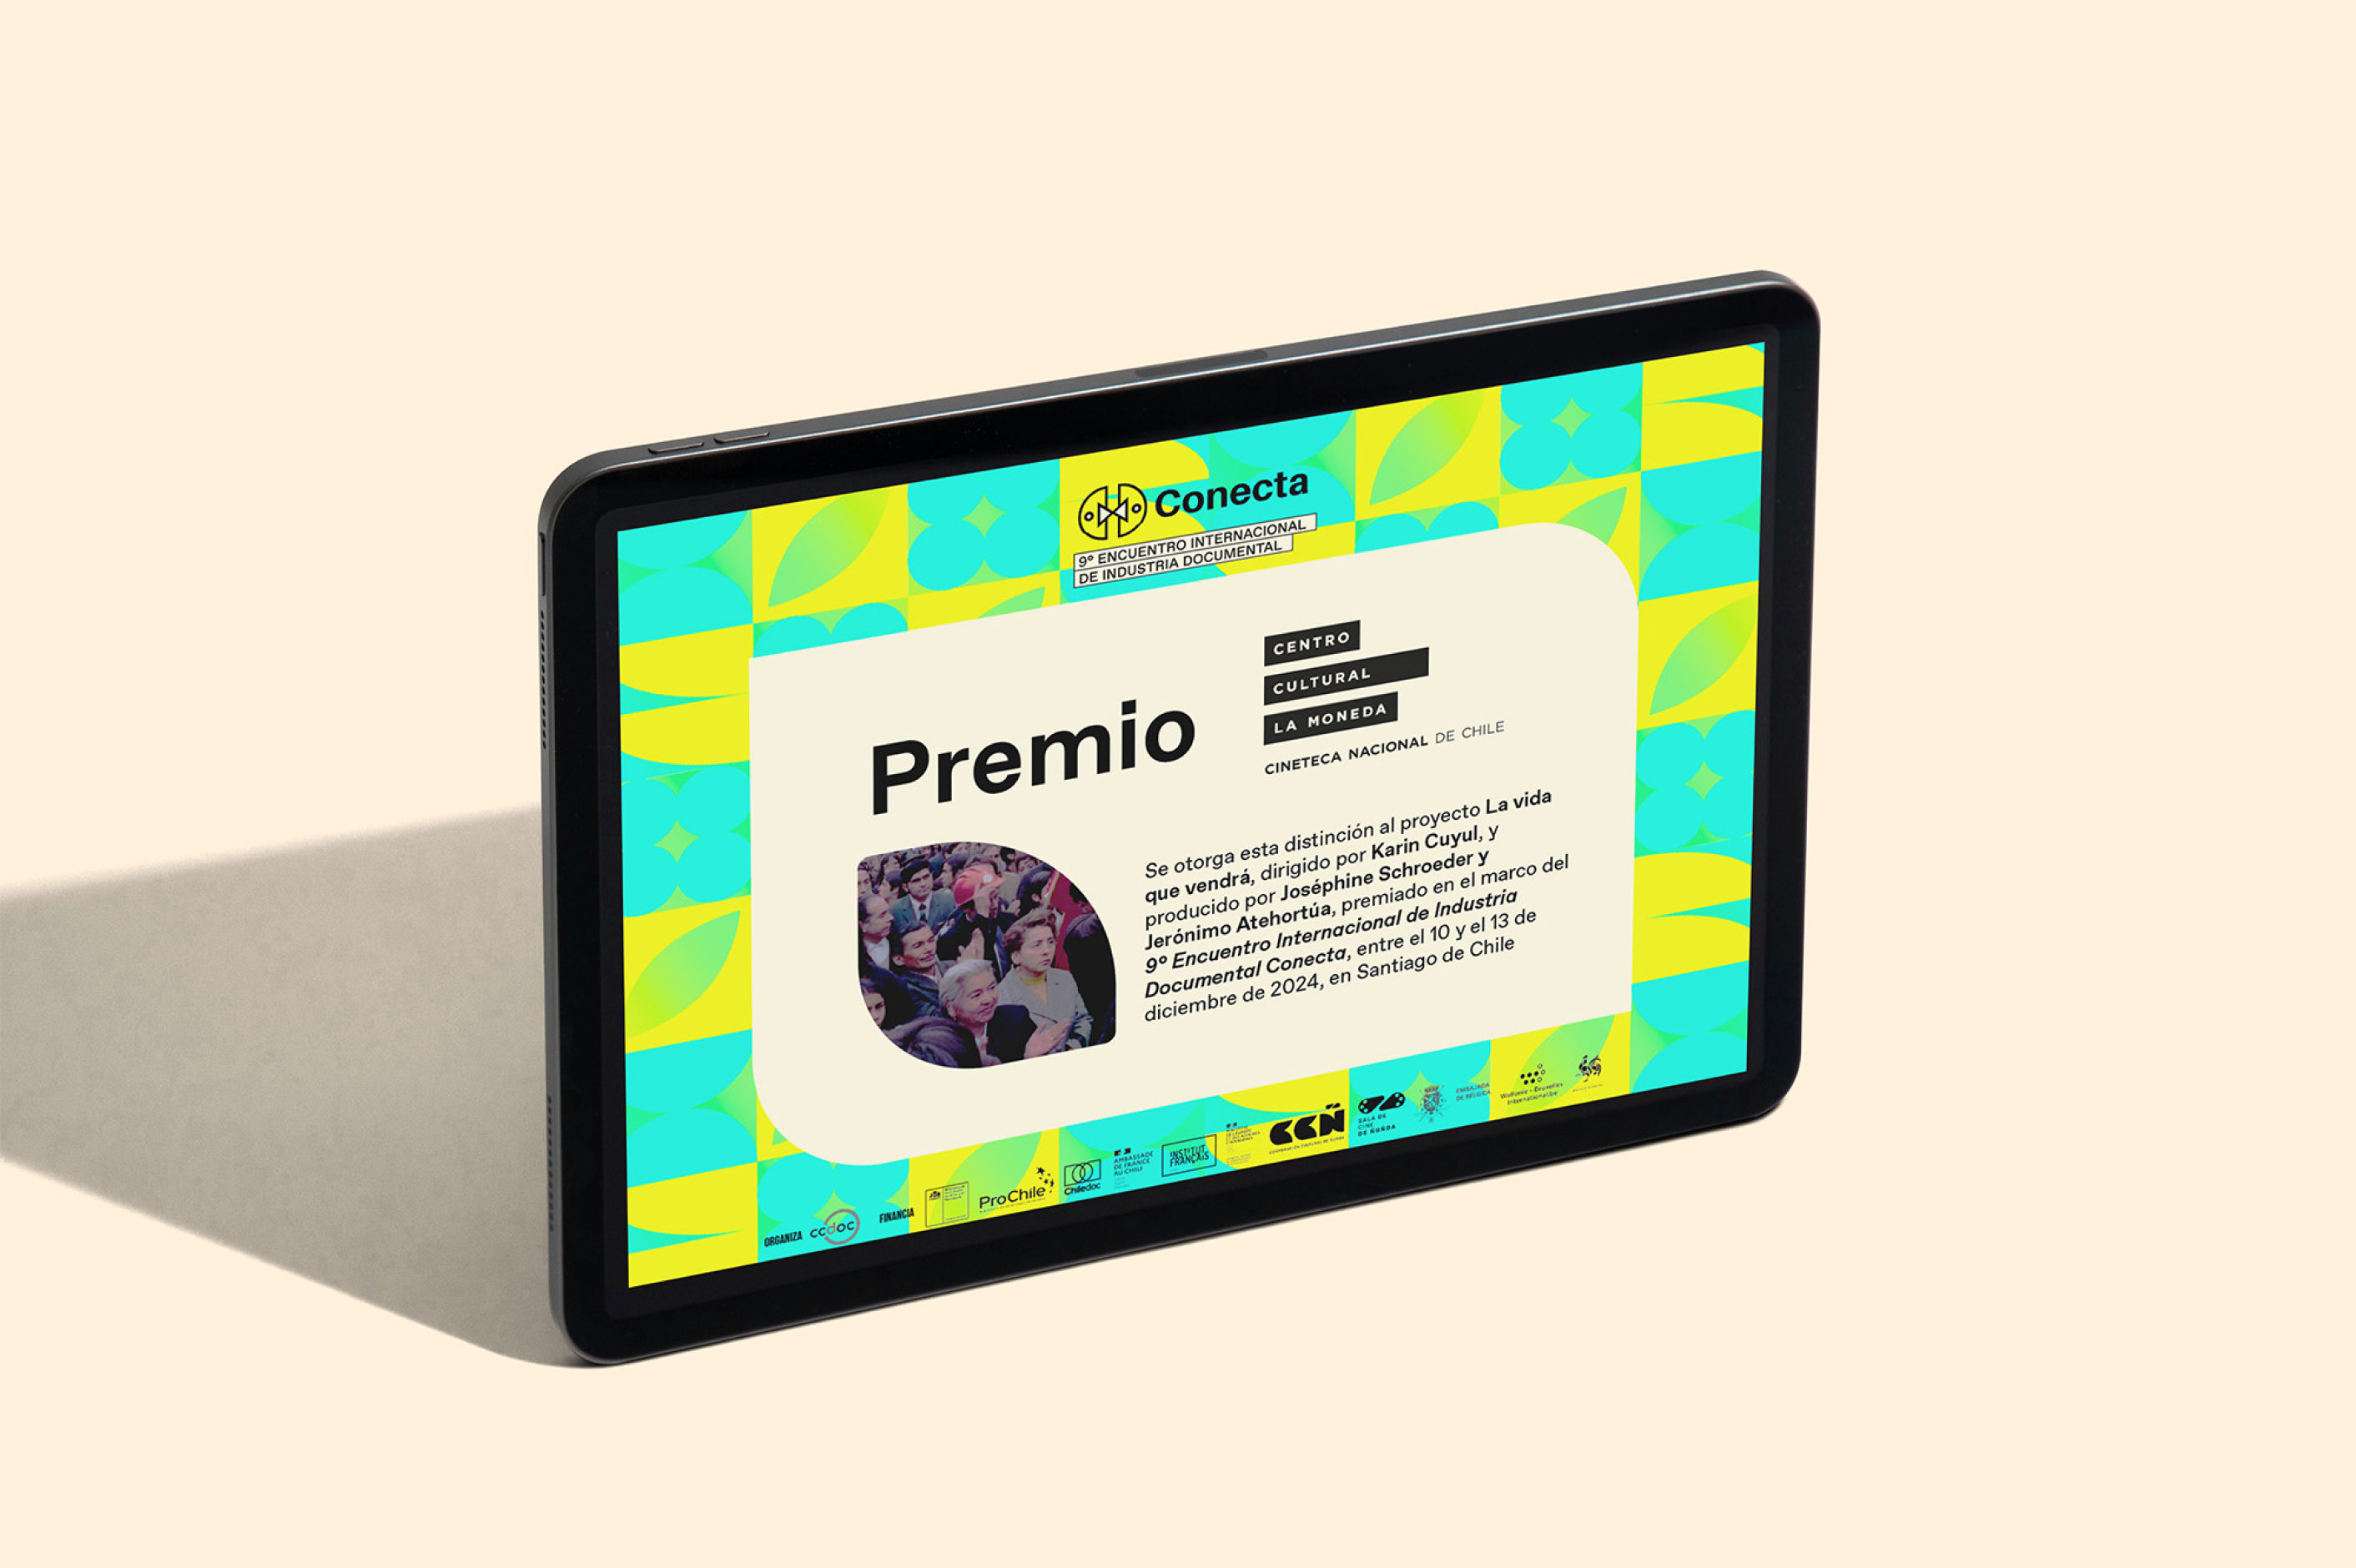 Conecta
9º ENCUENTRO INTERNACIONAL
DE INDUSTRIA DOCUMENTAL
Premio
CENTRO
CULTURAL
LA MONEDA
CINETECA NACIONAL DE CHILE
Se otorga esta distinción al proyecto La vida
que vendrá, dirigido por Karin Cuyul, y
producido por Joséphine Schroeder y
Jerónimo Atehortúa, premiado en el marco del
9º Encuentro Internacional de Industria
Documental Conecta, entre el 10 y el 13 de
diciembre de 2024, en Santiago de Chile
ORGANIZA
ccdoc
FINANCIA
ProChile
Chiledoc
AMBASSADE
DE FRANCE
AU CHILI
INSTITUT
FRANÇAIS
CCÑ
SALA DE
CINE
DE ÑUÑOA
EMBAJADA
DE BÉLGICA
Wallonie - Bruxelles
International.be